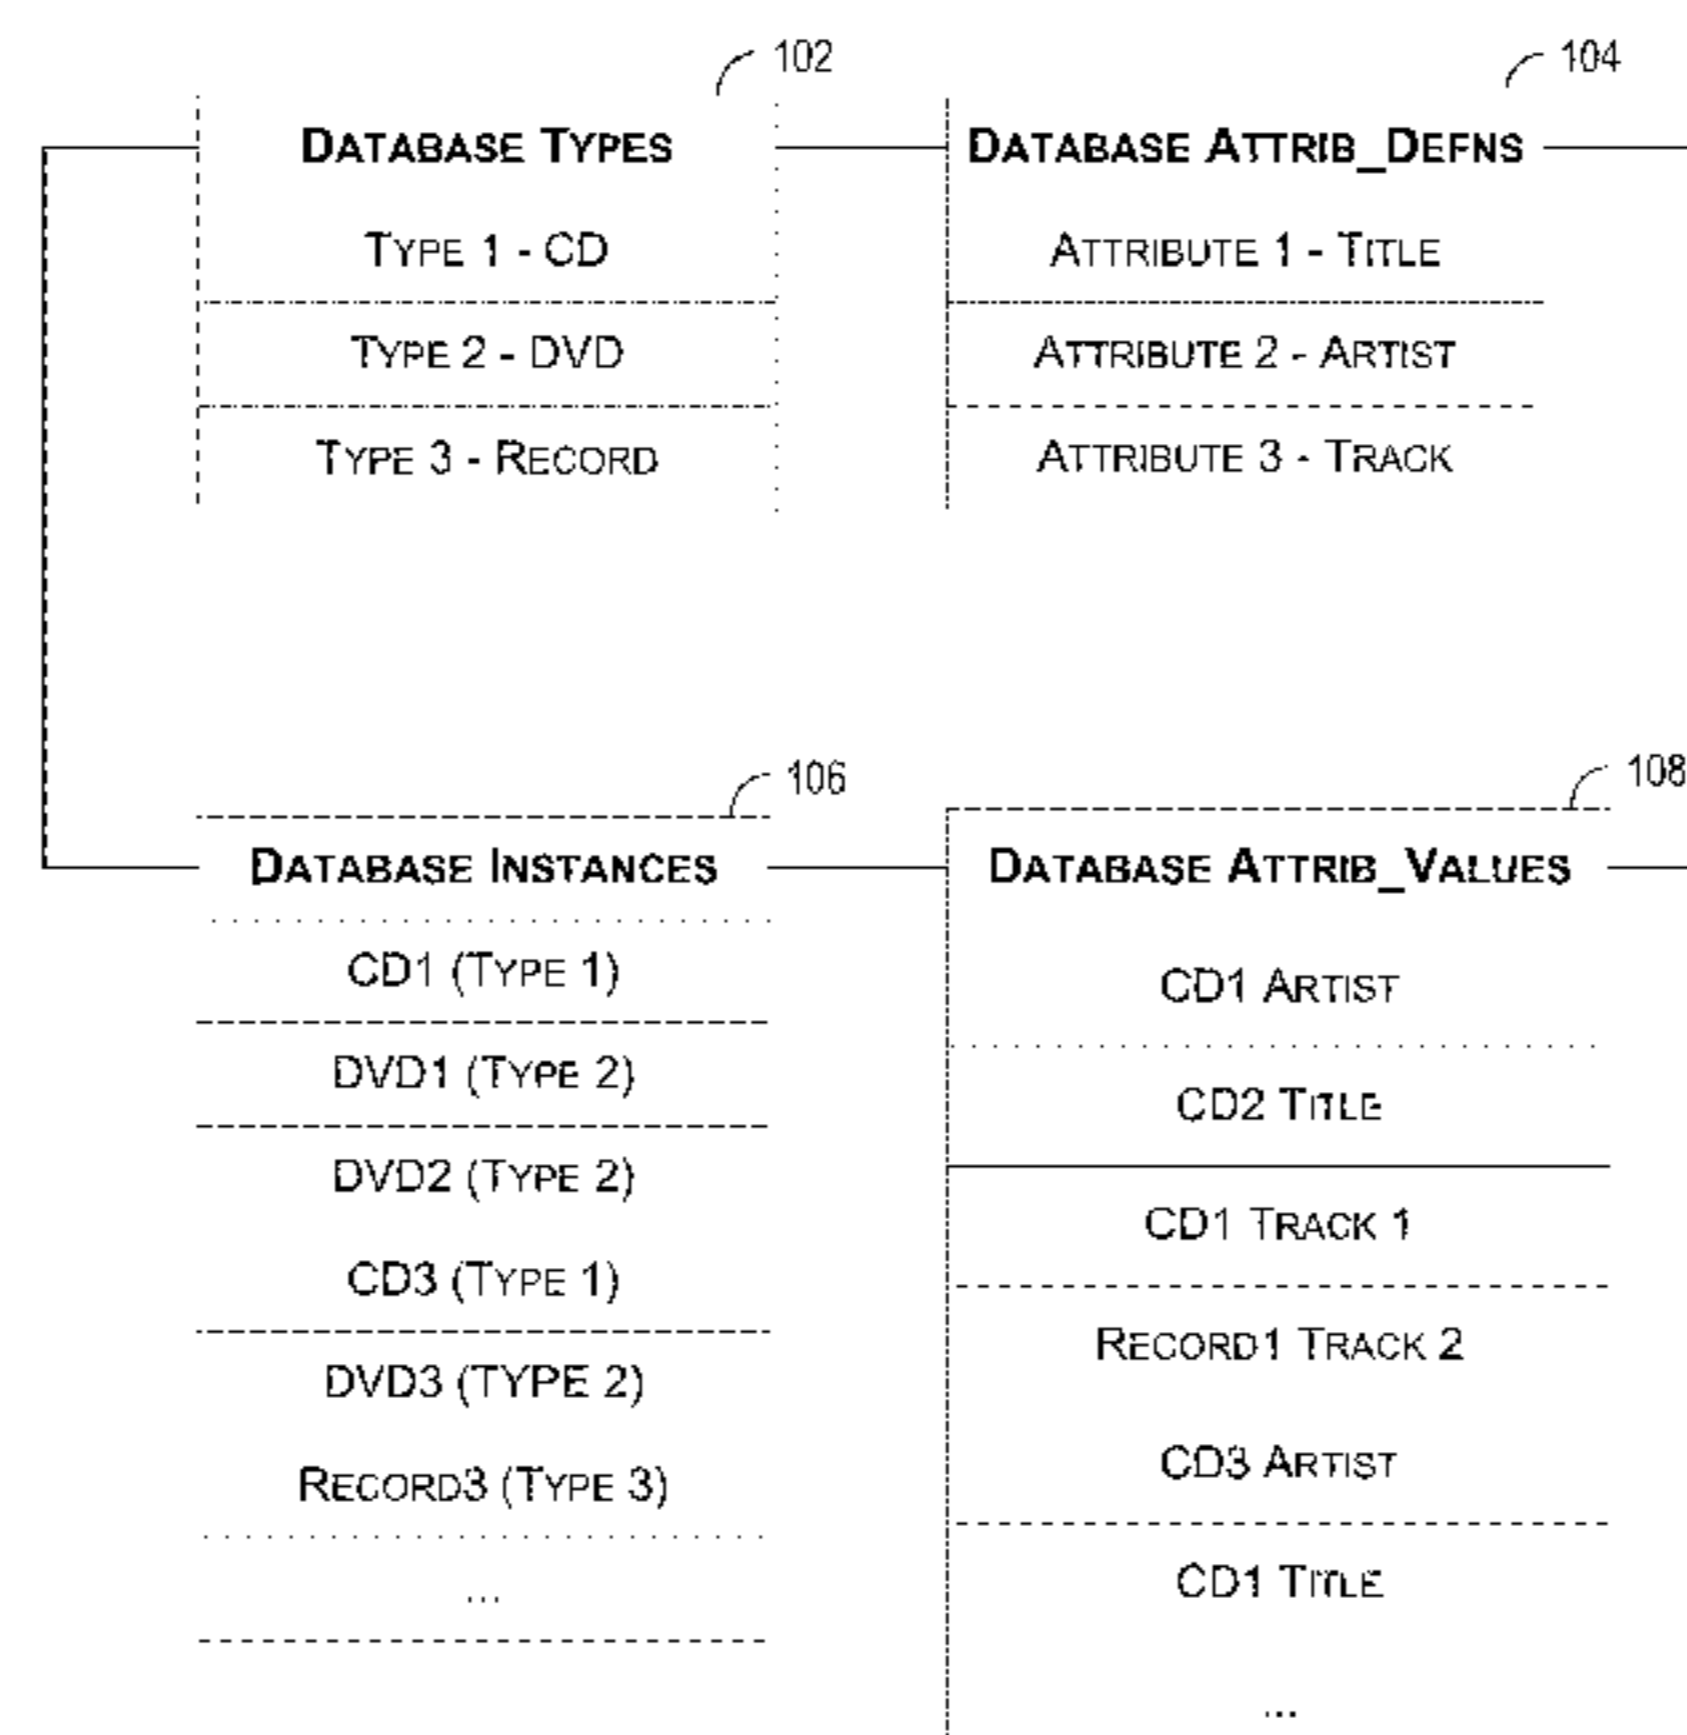 102
104
DATABASE TYPES
DATABASE ATTRIB_DEFNS
TYPE 1 - CD
ATTRIBUTE 1 - TITLE
TYPE 2 - DVD
ATTRIBUTE 2 - ARTIST
TYPE 3 - RECORD
ATTRIBUTE 3 - TRACK
106
108
DATABASE INSTANCES
DATABASE ATTRIB_VALUES
CD1 (TYPE 1)
CD1 ARTIST
DVD1 (TYPE 2)
CD2 TITLE
DVD2 (TYPE 2)
CD1 TRACK 1
CD3 (TYPE 1)
RECORD1 TRACK 2
DVD3 (TYPE 2)
CD3 ARTIST
RECORD3 (TYPE 3)
CD1 TITLE
...
...